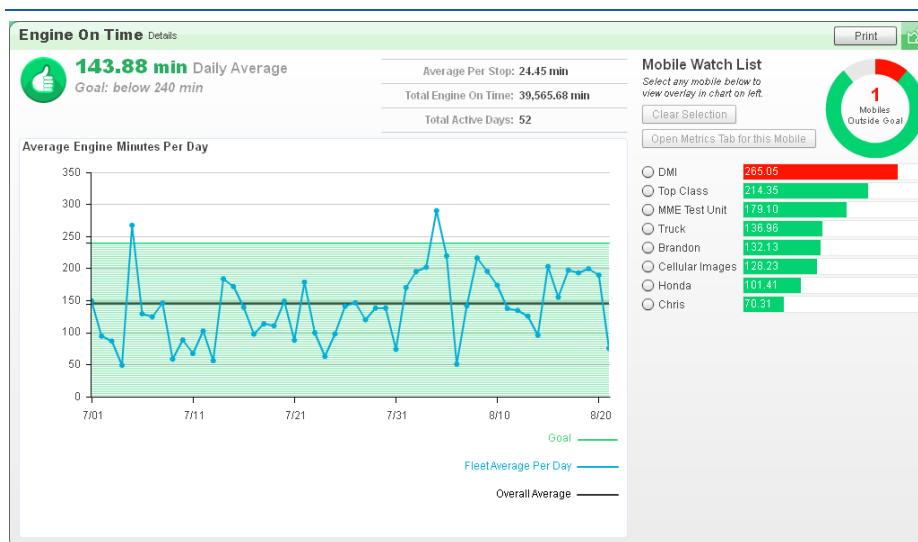 Engine On Time Details
Print
143.88 min Daily Average
Goal: below 240 min
Average Per Stop: 24.45 min
Total Engine On Time: 39,565.68 min
Total Active Days: 52
Mobile Watch List
Select any mobile below to
view overlay in chart on left.
Clear Selection
Open Metrics Tab for this Mobile
1
Mobiles
Outside Goal
Average Engine Minutes Per Day
350
300
250
200
150
100
50
0
7/01
7/11
7/21
7/31
8/10
8/20
Goal
Fleet Average Per Day
Overall Average
DMI 265.05
Top Class 214.35
MME Test Unit 179.10
Truck 136.96
Brandon 132.13
Cellular Images 128.23
Honda 101.41
Chris 70.31